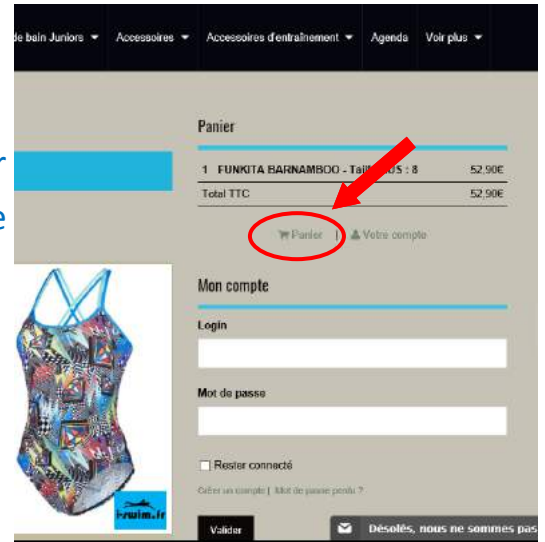 de bain Juniors Accessoires Accessoires d'entraînement Agenda Voir plus
Panier
r
1 FUNKITA BARNAMBOO - Taille US : 8 52,90€
Total TTC 52,90€
e
Panier | Votre compte
Mon compte
Login
Mot de passe
Rester connecté
Créer un compte | Mot de passe perdu ?
i-swim.fr
Valider
Désolés, nous ne sommes pas